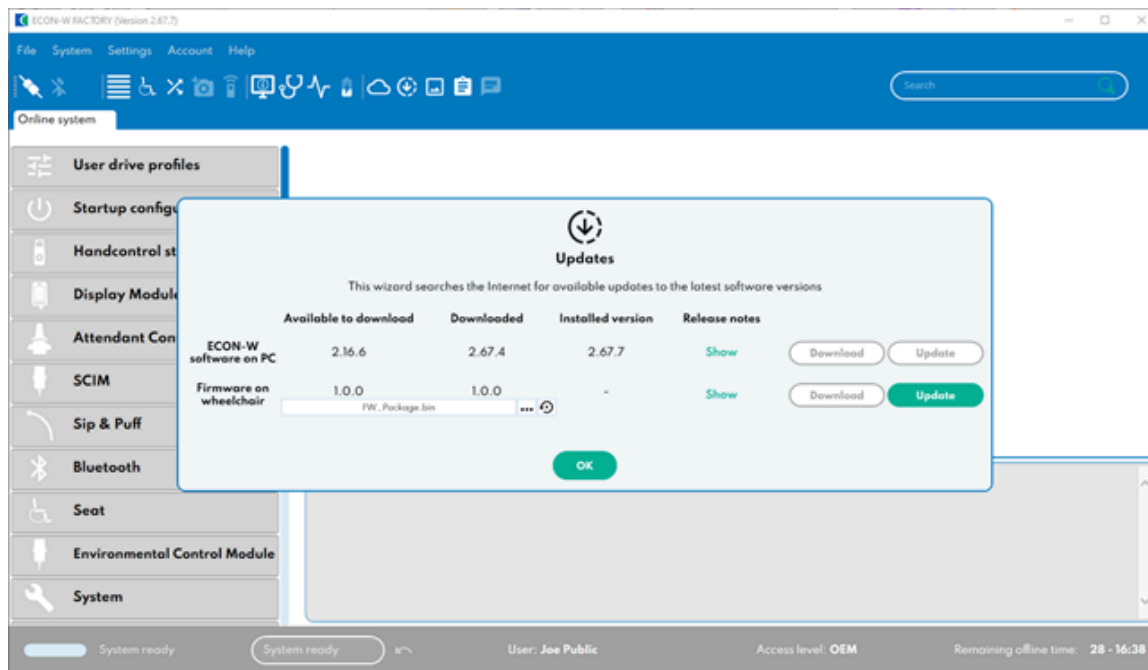 ECON-W FACTORY (Version 2.67.7)
File System Settings Account Help
Search
Online system
User drive profiles
Startup configu
Handcontrol st
Display Module
Attendant Con
SCIM
Sip & Puff
Bluetooth
Seat
Environmental Control Module
System
Updates
This wizard searches the Internet for available updates to the latest software versions
Available to download Downloaded Installed version Release notes
ECON-W
software on PC
2.16.6 2.67.4 2.67.7 Show Download Update
Firmware on
wheelchair
1.0.0 1.0.0 - Show Download Update
FW_Package.bin ...
OK
System ready System ready User: Joe Public Access level: OEM Remaining offline time: 28 - 16:38